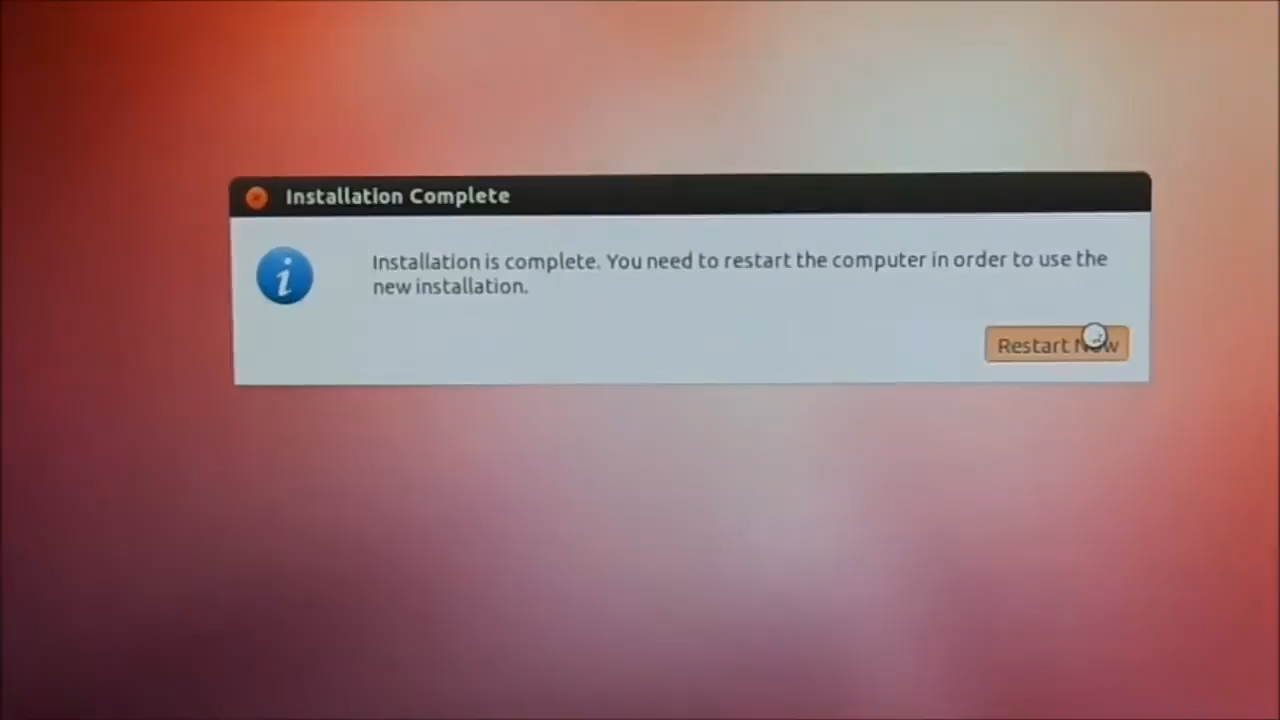 Installation Complete
Installation is complete. You need to restart the computer in order to use the
new installation.
Restart Now